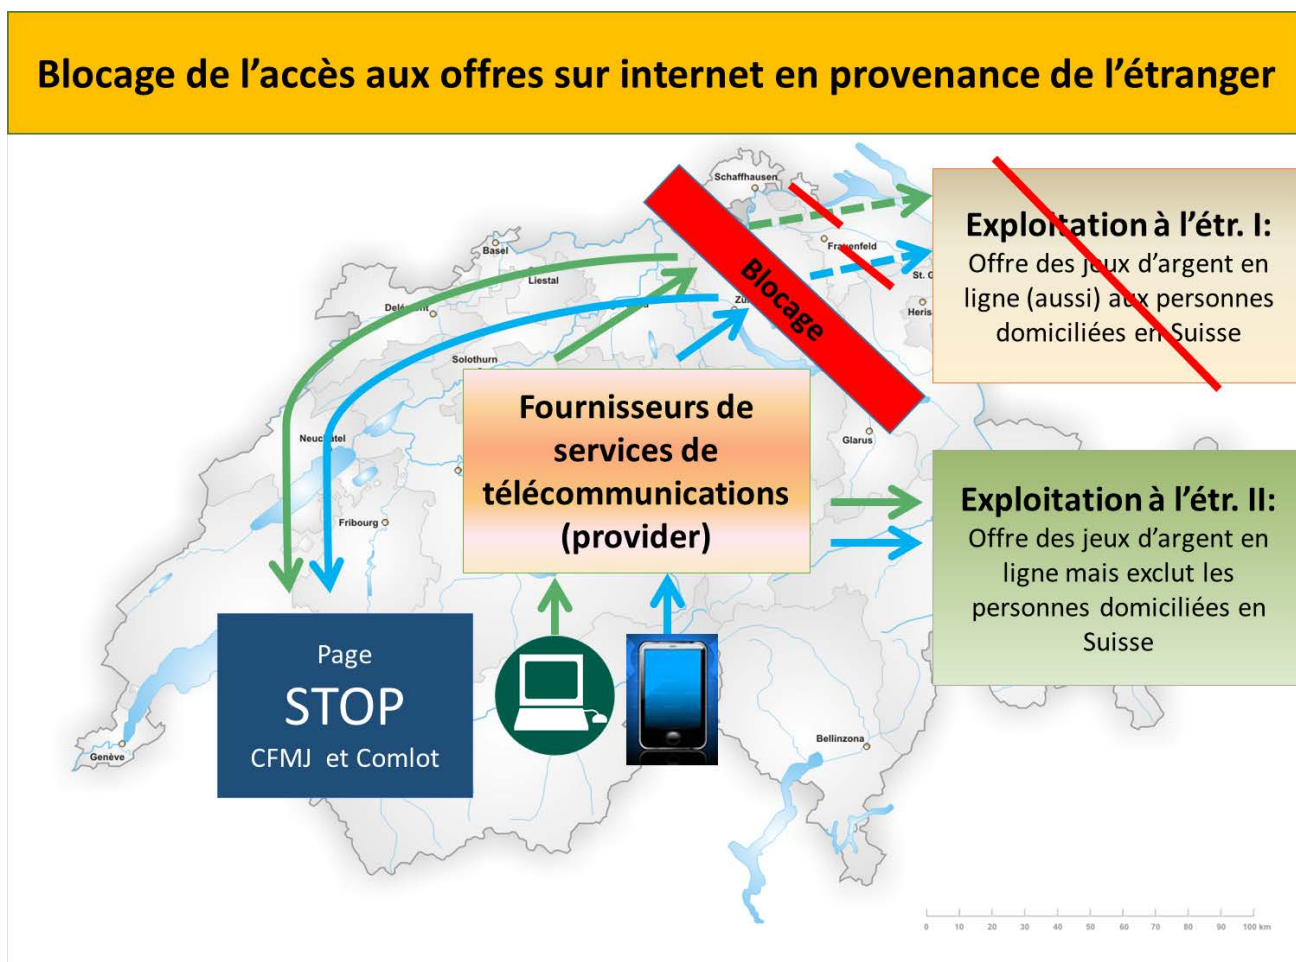 Blocage de l’accès aux offres sur internet en provenance de l’étranger
Schaffhausen
Basel
Liestal
Frauenfeld
Delémont
Solothurn
Blocage
Exploitation à l’étr. I:
Offre des jeux d’argent en
ligne (aussi) aux personnes
domiciliées en Suisse
Fournisseurs de
services de
télécommunications
(provider)
Neuchâtel
Glarus
Fribourg
Exploitation à l’étr. II:
Offre des jeux d’argent en
ligne mais exclut les
personnes domiciliées en
Suisse
Page
STOP
CFMJ et Comlot
Genève
Bellinzona
0 10 20 30 40 50 60 70 80 90 100 km